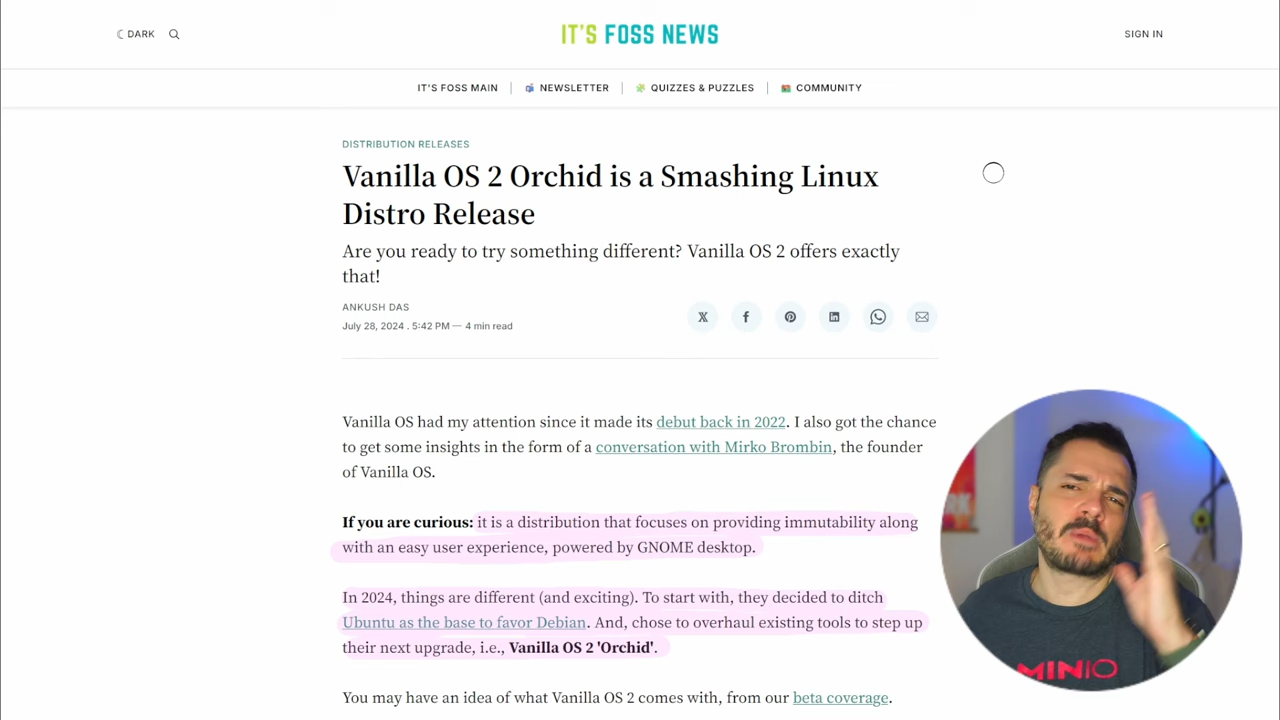 DARK
IT'S FOSS NEWS
SIGN IN
IT'S FOSS MAIN
NEWSLETTER
QUIZZES & PUZZLES
COMMUNITY
DISTRIBUTION RELEASES
Vanilla OS 2 Orchid is a Smashing Linux
Distro Release
Are you ready to try something different? Vanilla OS 2 offers exactly
that!
ANKUSH DAS
July 28, 2024 . 5:42 PM — 4 min read
Vanilla OS had my attention since it made its debut back in 2022. I also got the chance
to get some insights in the form of a conversation with Mirko Brombin, the founder
of Vanilla OS.
If you are curious: it is a distribution that focuses on providing immutability along
with an easy user experience, powered by GNOME desktop.
In 2024, things are different (and exciting). To start with, they decided to ditch
Ubuntu as the base to favor Debian. And, chose to overhaul existing tools to step up
their next upgrade, i.e., Vanilla OS 2 'Orchid'.
You may have an idea of what Vanilla OS 2 comes with, from our beta coverage.
MINIO